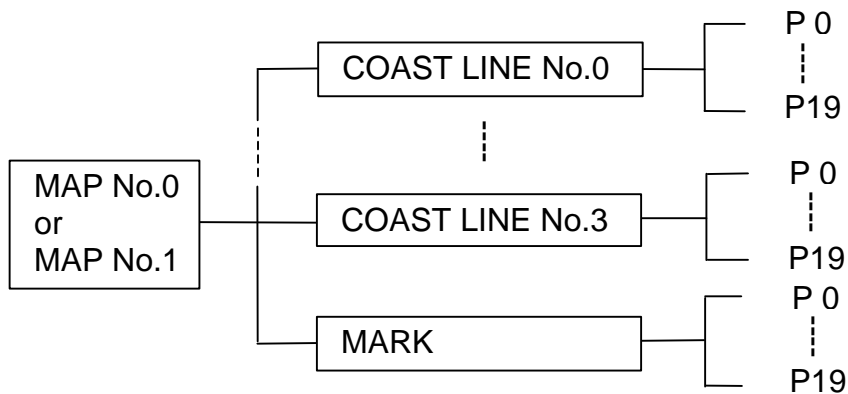 MAP No.0
or
MAP No.1
COAST LINE No.0
P 0
P19
COAST LINE No.3
P 0
P19
MARK
P 0
P19